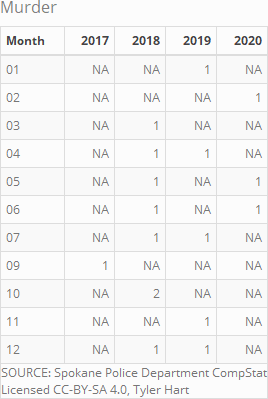 Murder
Month 2017 2018 2019 2020
01 NA NA 1 NA
02 NA NA NA 1
03 NA 1 NA NA
04 NA 1 1 NA
05 NA 1 NA 1
06 NA 1 NA 1
07 NA 1 1 NA
09 1 NA NA NA
10 NA 2 NA NA
11 NA NA 1 NA
12 NA 1 1 NA
SOURCE: Spokane Police Department CompStat
Licensed CC-BY-SA 4.0, Tyler Hart